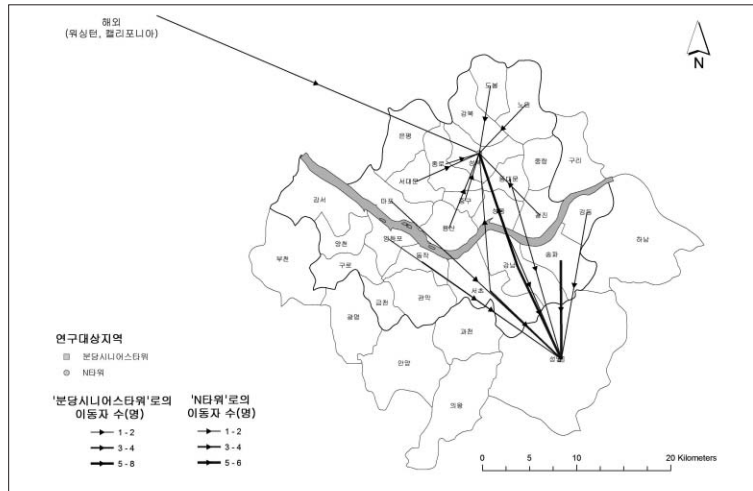 해외
(워싱턴, 캘리포니아)
N
도봉
노원
강북
은평
종로
중랑
구리
서대문
동대문
마포
중구
강서
용산
광진
강동
양천
영등포
하남
부천
구로
동작
강남
송파
서초
금천
관악
광명
과천
안양
의왕
연구대상지역
분당시니어스타워
N타워
'분당시니어스타워'로의
이동자 수(명)
1 - 2
3 - 4
5 - 8
'N타워'로의
이동자 수(명)
1 - 2
3 - 4
5 - 6
0 5 10 20 Kilometers